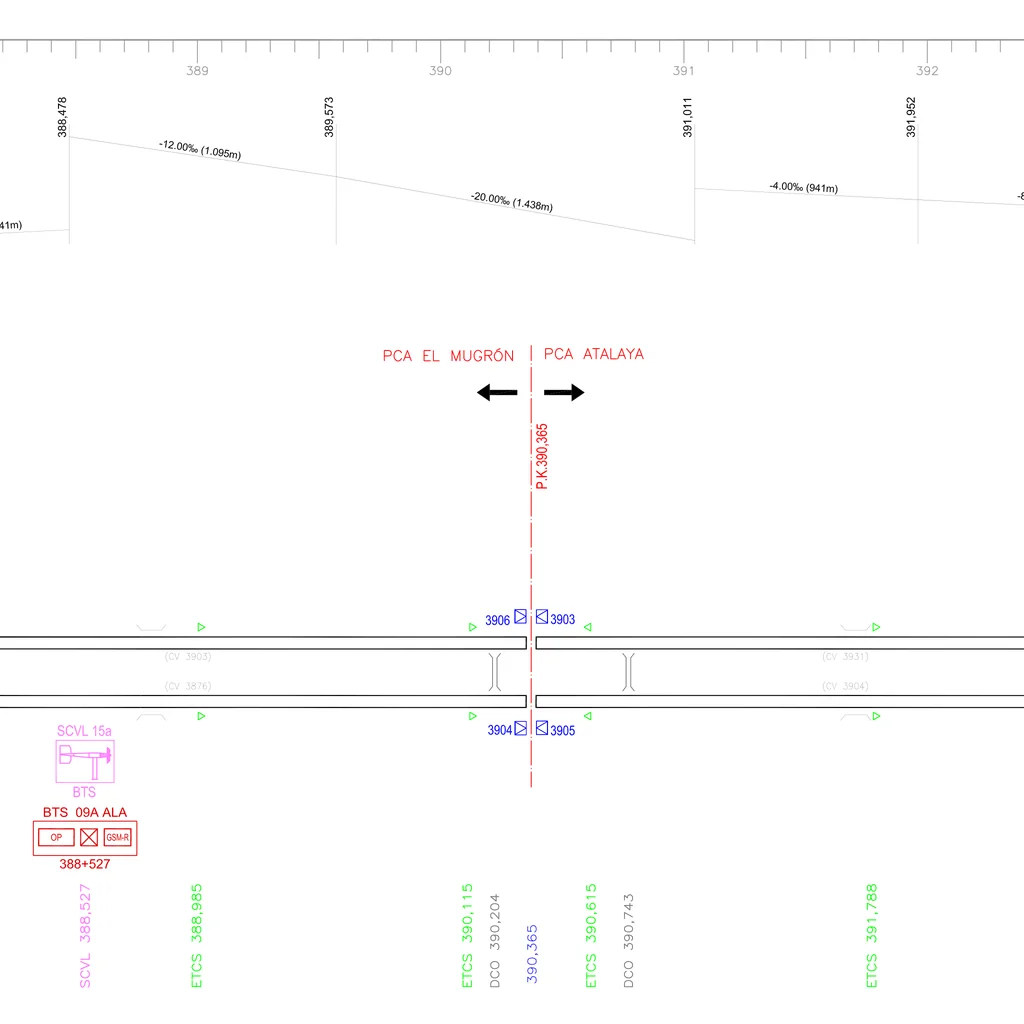 389
390
391
392
388,478
389,573
391,011
391,952
-12.00‰ (1.095m)
-20.00‰ (1.438m)
-4.00‰ (941m)
-8
41m)
PCA EL MUGRÓN
PCA ATALAYA
P.K.390,365
3906
3903
(CV 3903)
(CV 3931)
(CV 3876)
(CV 3904)
3904
3905
SCVL 15a
BTS
BTS 09A ALA
OP
GSM-R
388+527
SCVL 388,527
ETCS 388,985
ETCS 390,115
DCO 390,204
390,365
ETCS 390,615
DCO 390,743
ETCS 391,788